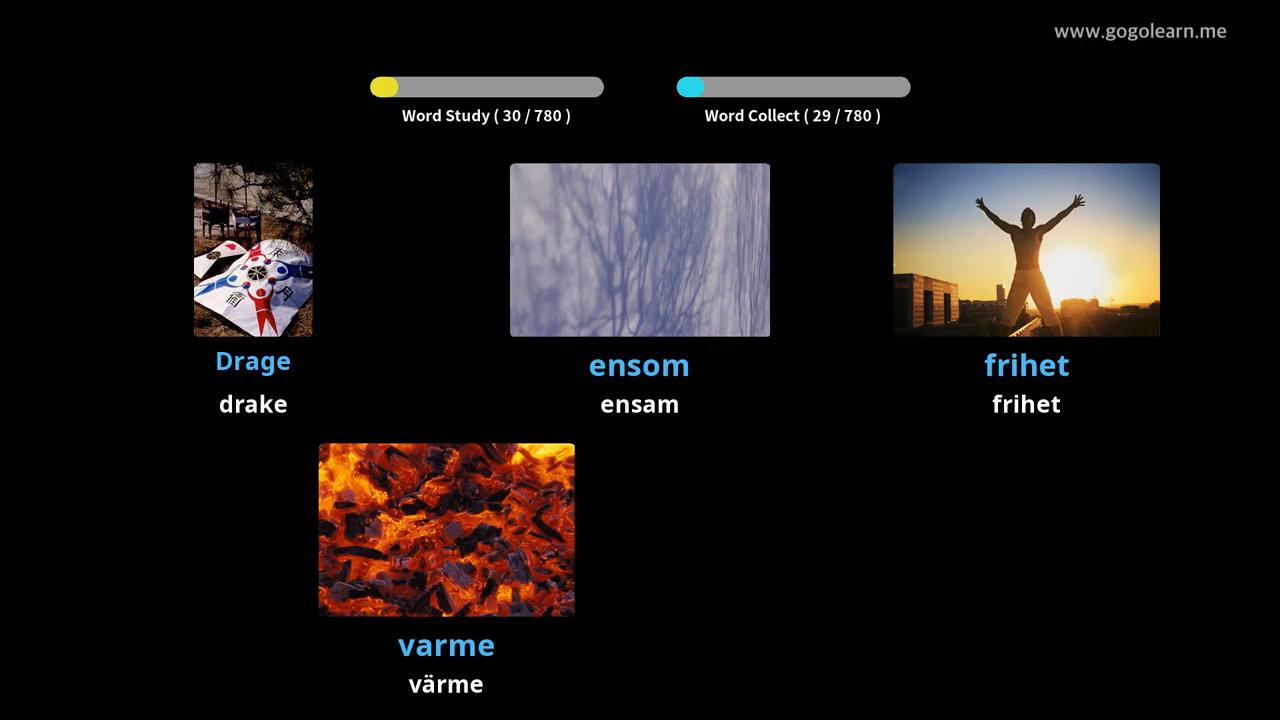 www.gogolearn.me
Word Study ( 30 / 780 )
Word Collect ( 29 / 780 )
Drage
drake
ensom
ensam
frihet
frihet
varme
värme